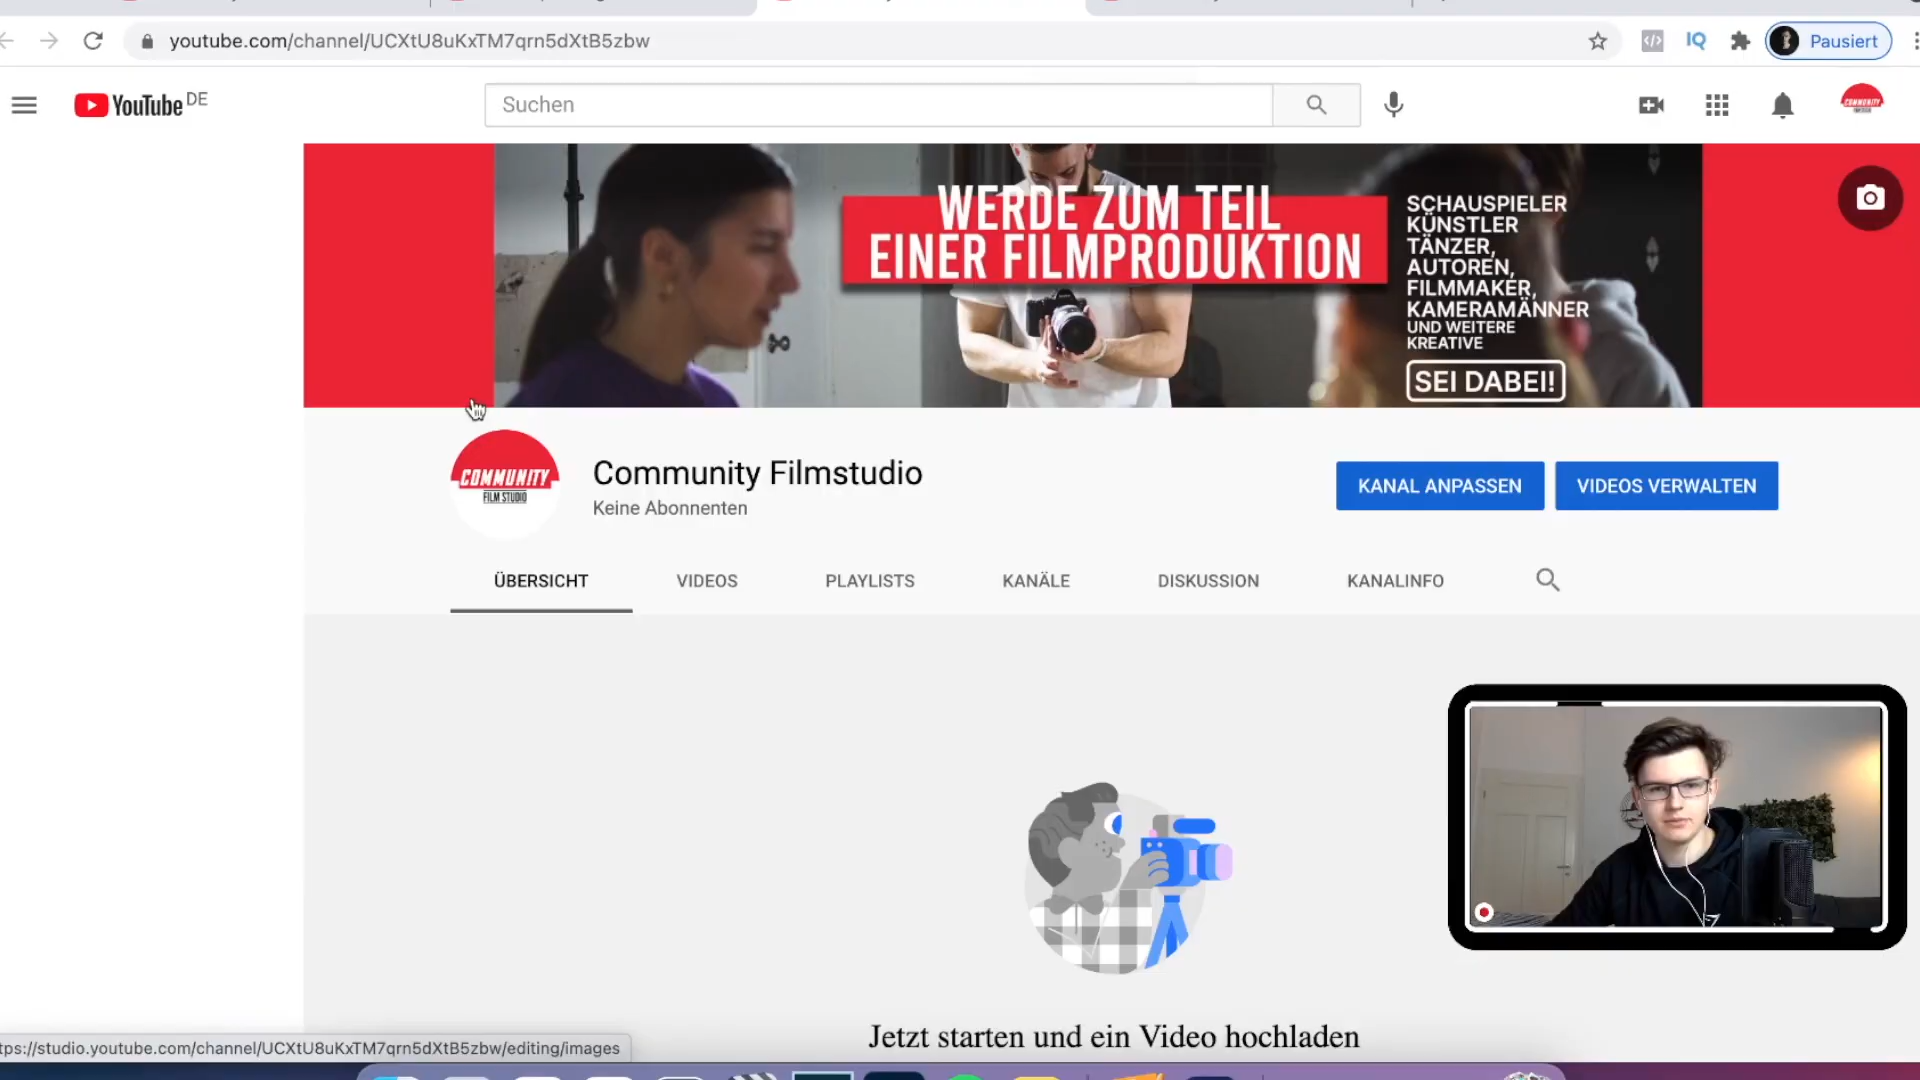 youtube.com/channel/UCXtU8uKxTM7qrn5dXtB5zbw
IQ
Pausiert
YouTube DE
Suchen
COMMUNITY
WERDE ZUM TEIL
EINER FILMPRODUKTION
SCHAUSPIELER
KÜNSTLER
TÄNZER,
AUTOREN,
FILMMAKER,
KAMERAMÄNNER
UND WEITERE
KREATIVE
SEI DABEI!
COMMUNITY
FILM STUDIO
Community Filmstudio
Keine Abonnenten
KANAL ANPASSEN
VIDEOS VERWALTEN
ÜBERSICHT
VIDEOS
PLAYLISTS
KANÄLE
DISKUSSION
KANALINFO
Jetzt starten und ein Video hochladen
tps://studio.youtube.com/channel/UCXtU8uKxTM7qrn5dXtB5zbw/editing/images